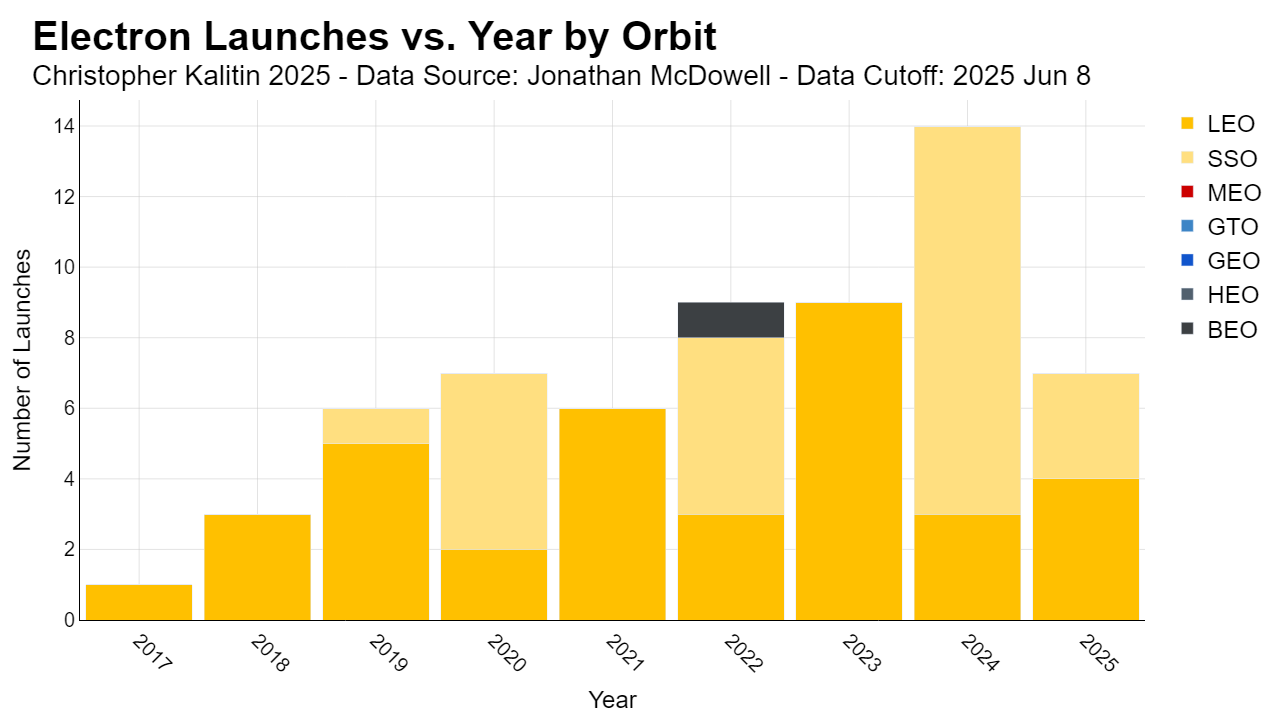 Electron Launches vs. Year by Orbit
Christopher Kalitin 2025 - Data Source: Jonathan McDowell - Data Cutoff: 2025 Jun 8
LEO
SSO
MEO
GTO
GEO
HEO
BEO
Number of Launches
14
12
10
8
6
4
2
0
2017
2018
2019
2020
2021
2022
2023
2024
2025
Year